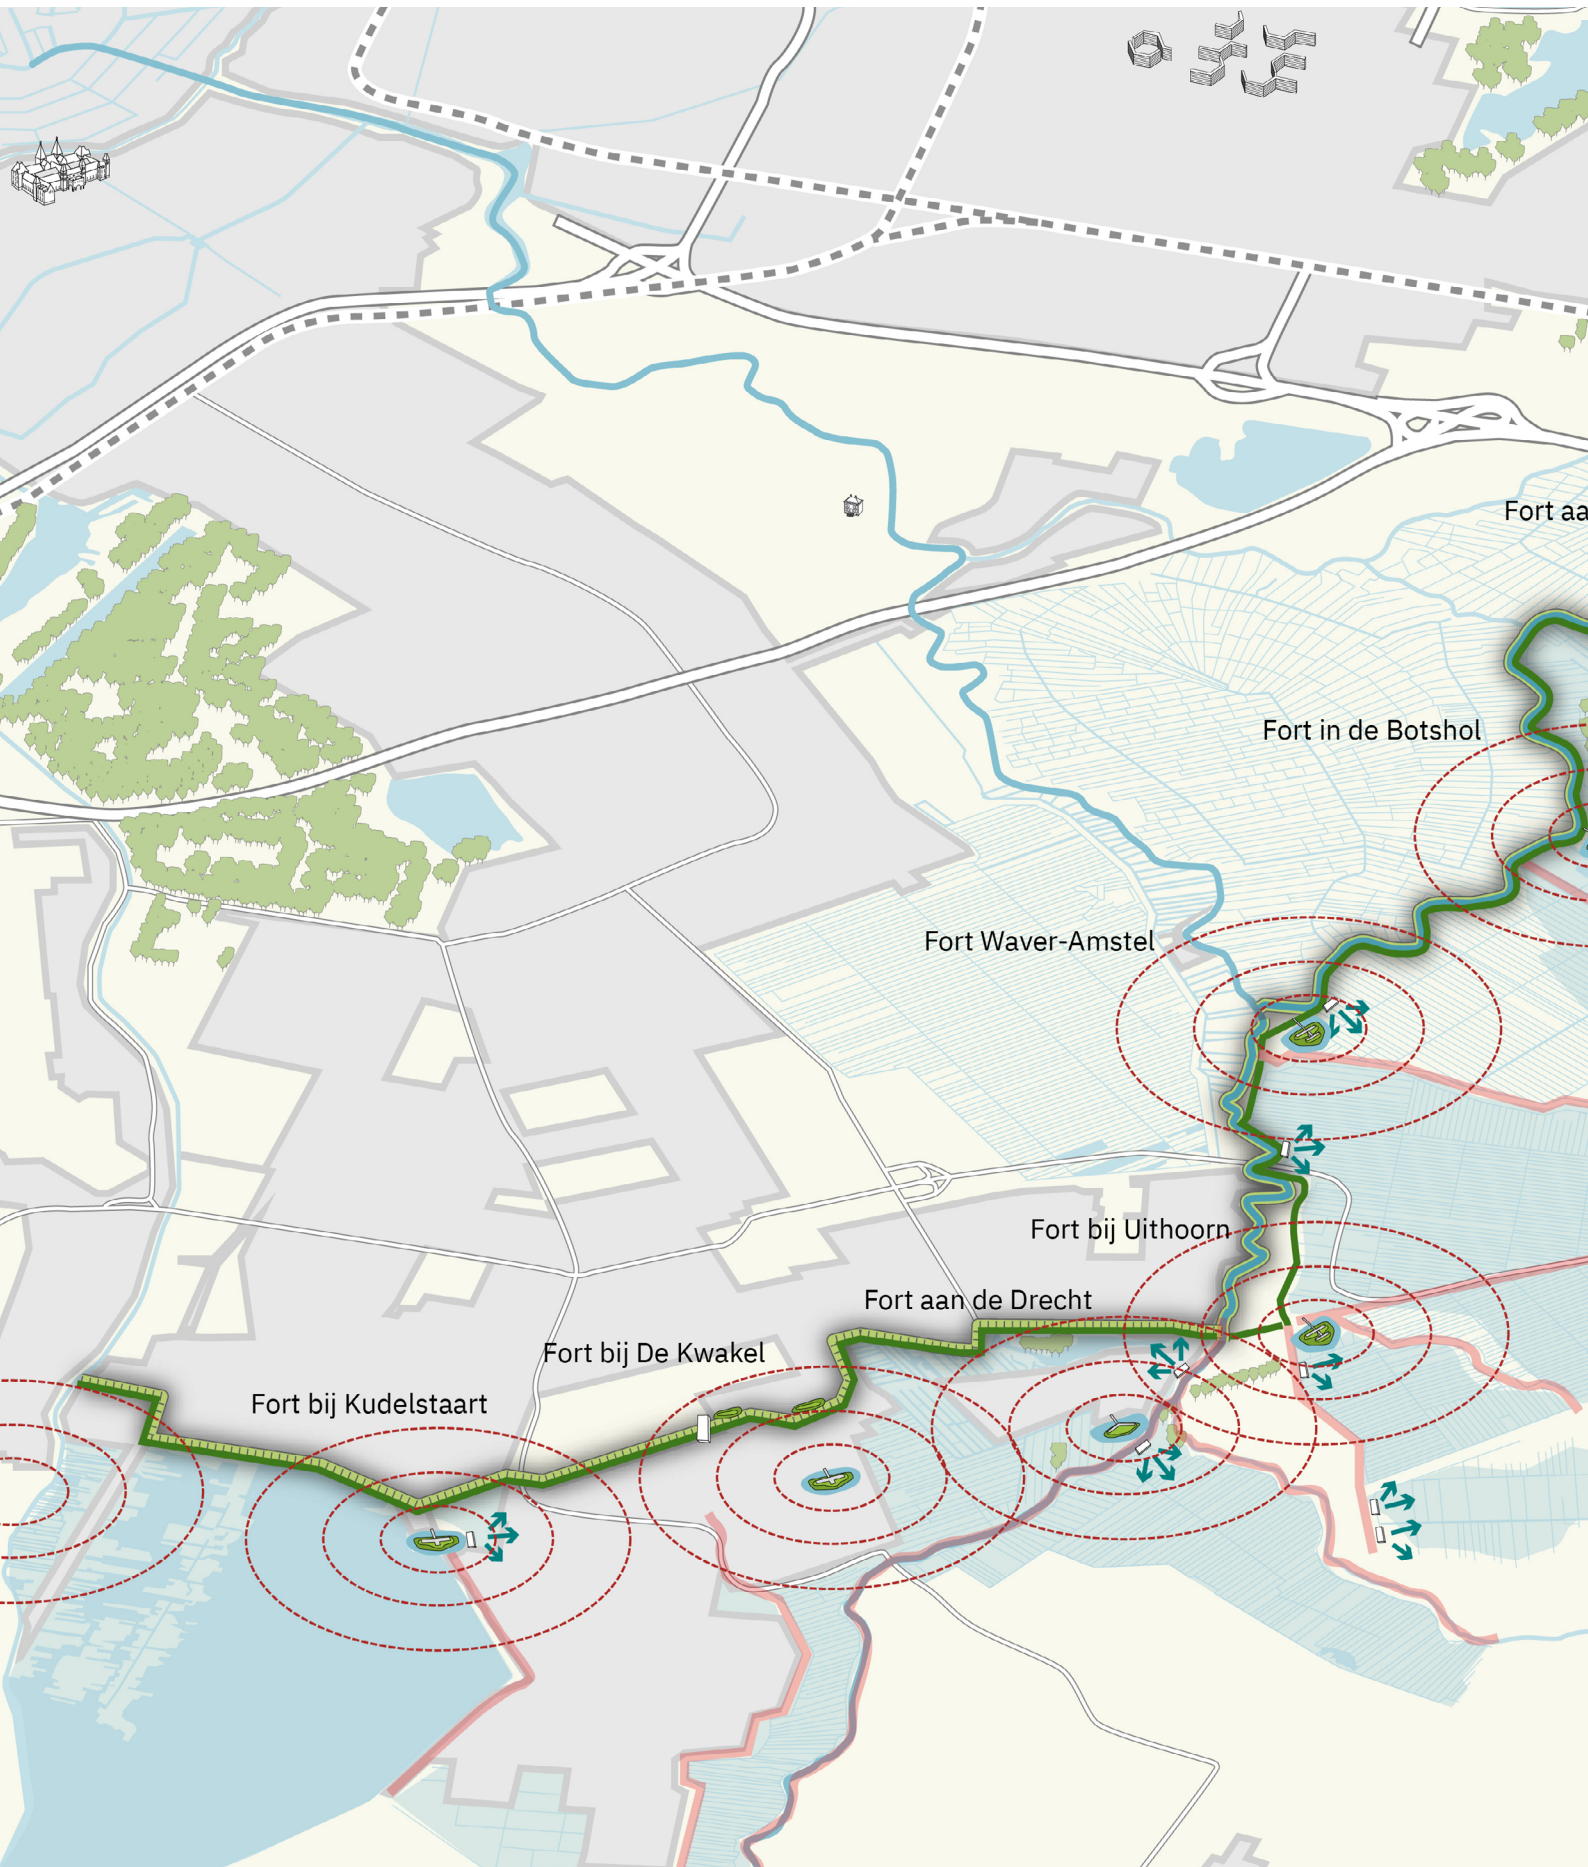 Fort aa
Fort in de Botshol
Fort Waver-Amstel
Fort bij Uithoorn
Fort aan de Drecht
Fort bij De Kwakel
Fort bij Kudelstaart